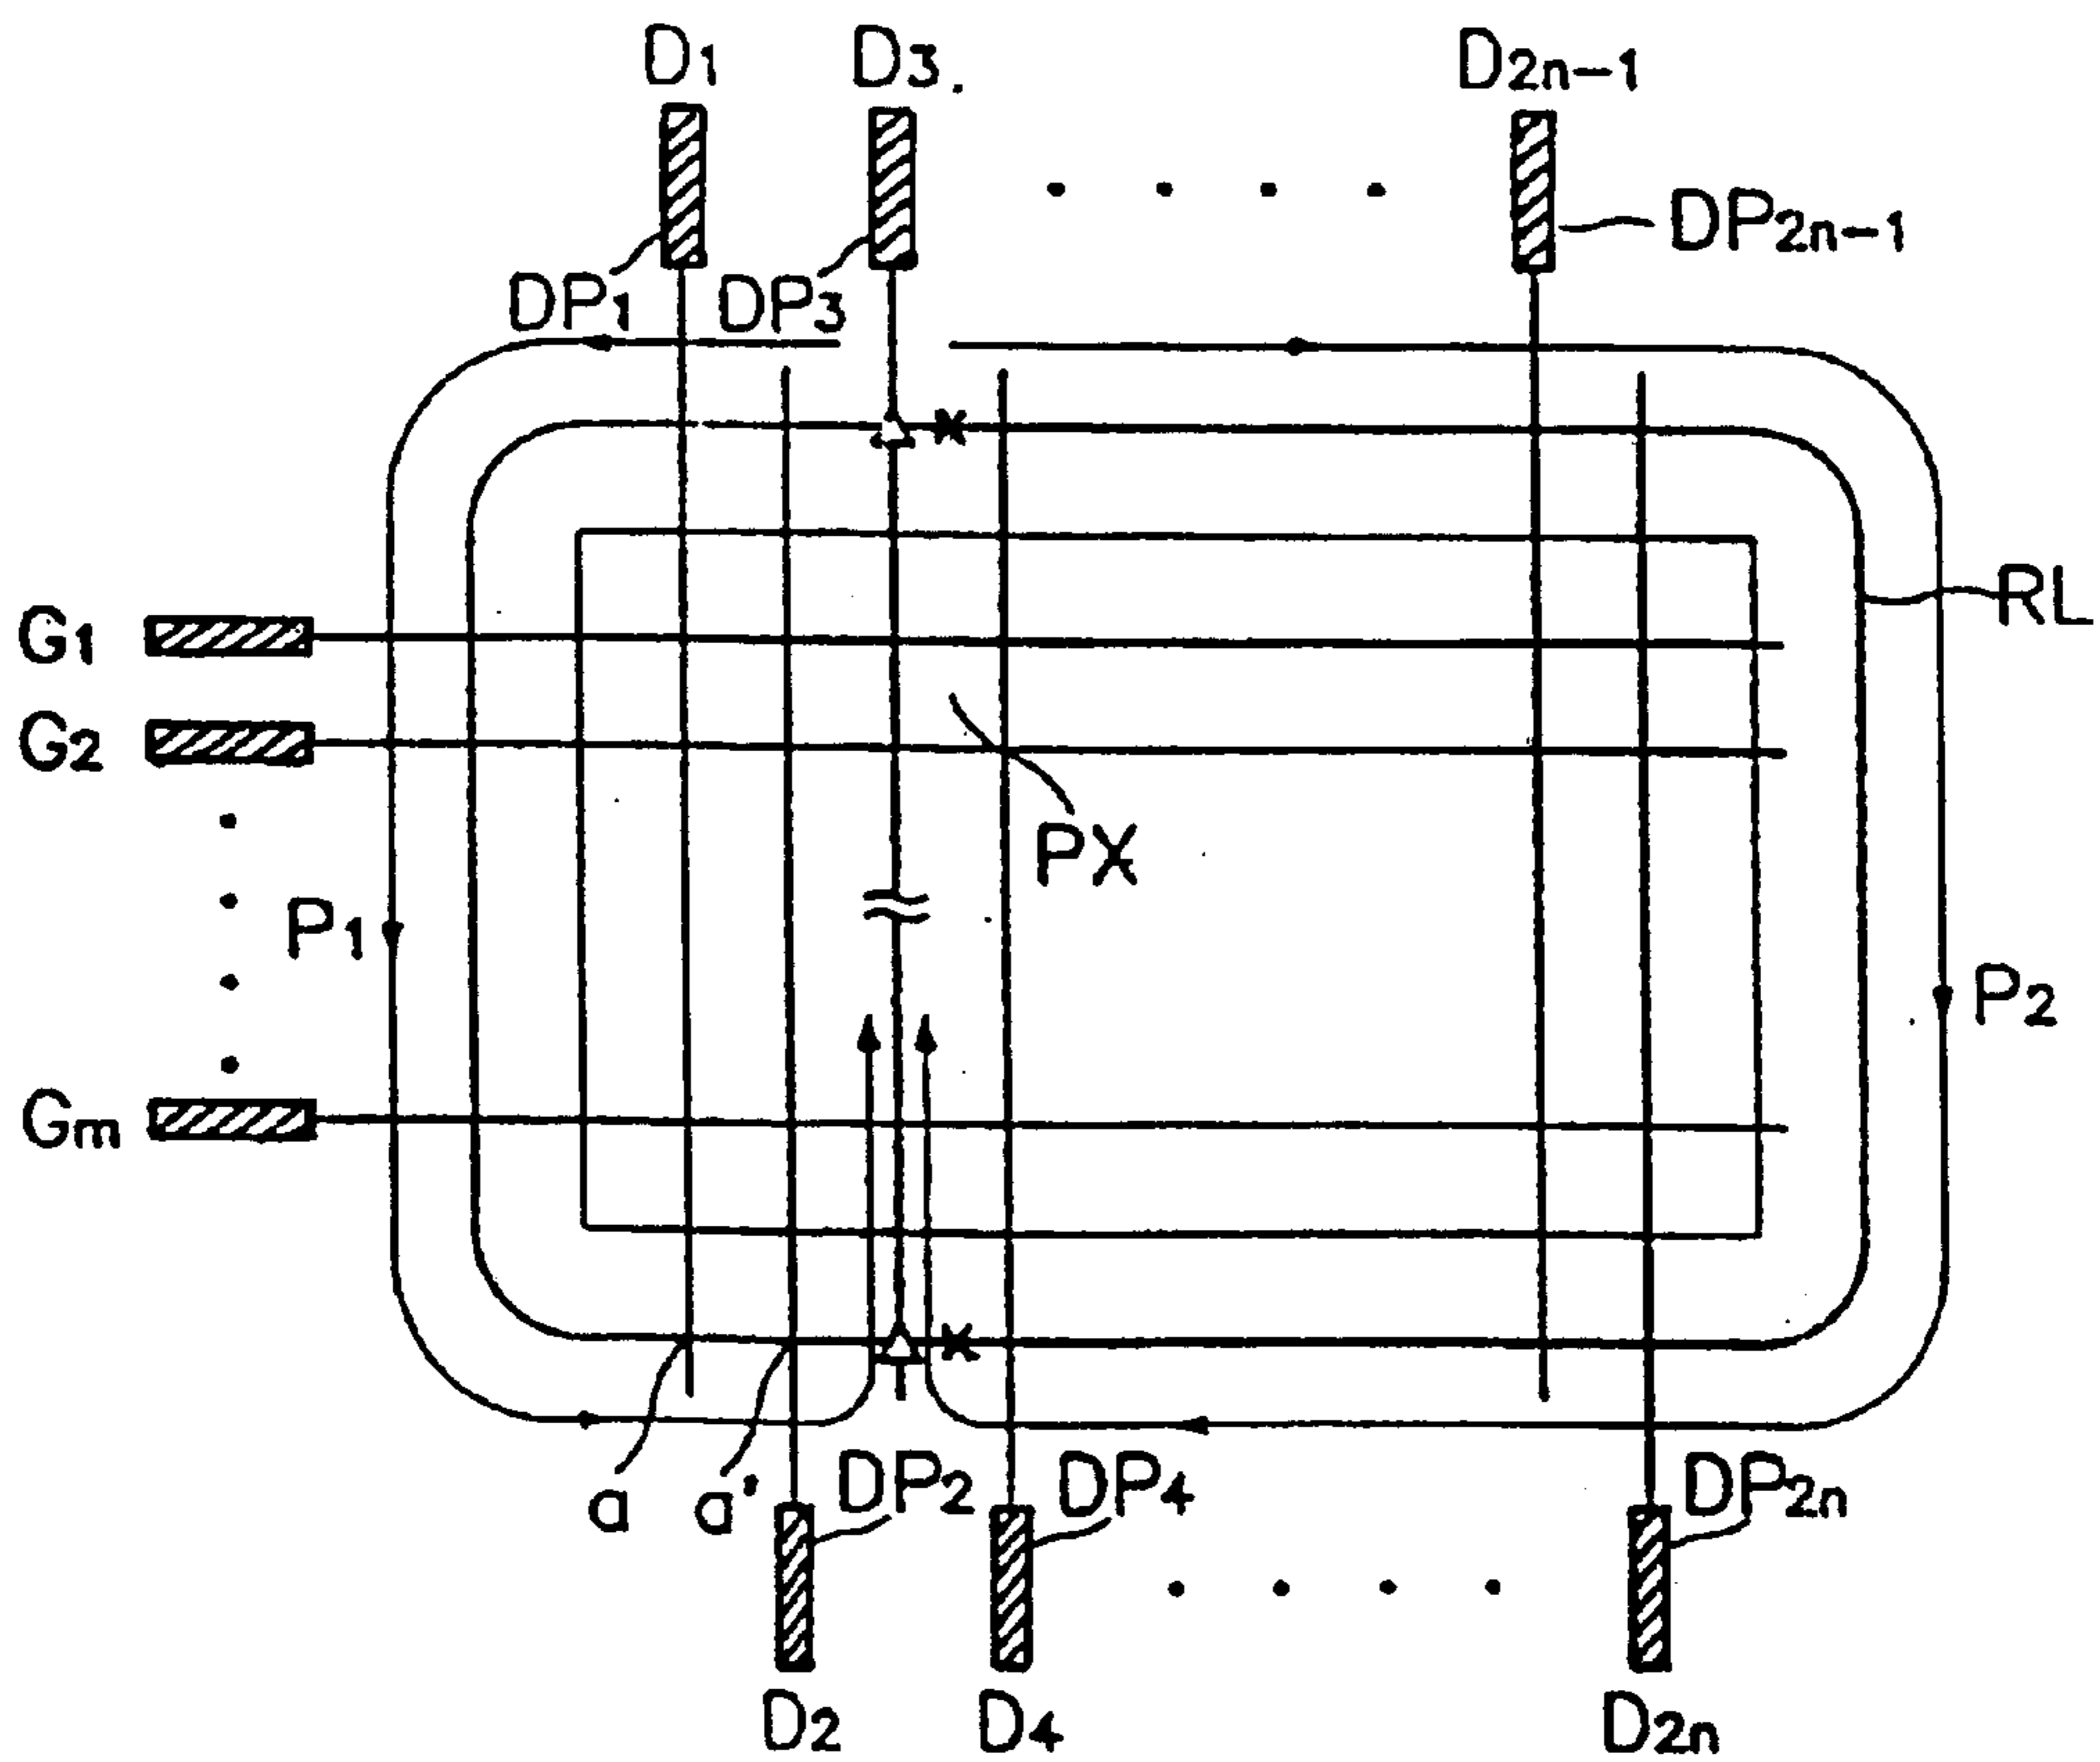 D1 D3. D2n-1
DP2n-1
DP1 DP3
RL
G1
G2
PX
P1
P2
Gm
DP2 DP4 DP2n
a a'
D2 D4 D2n